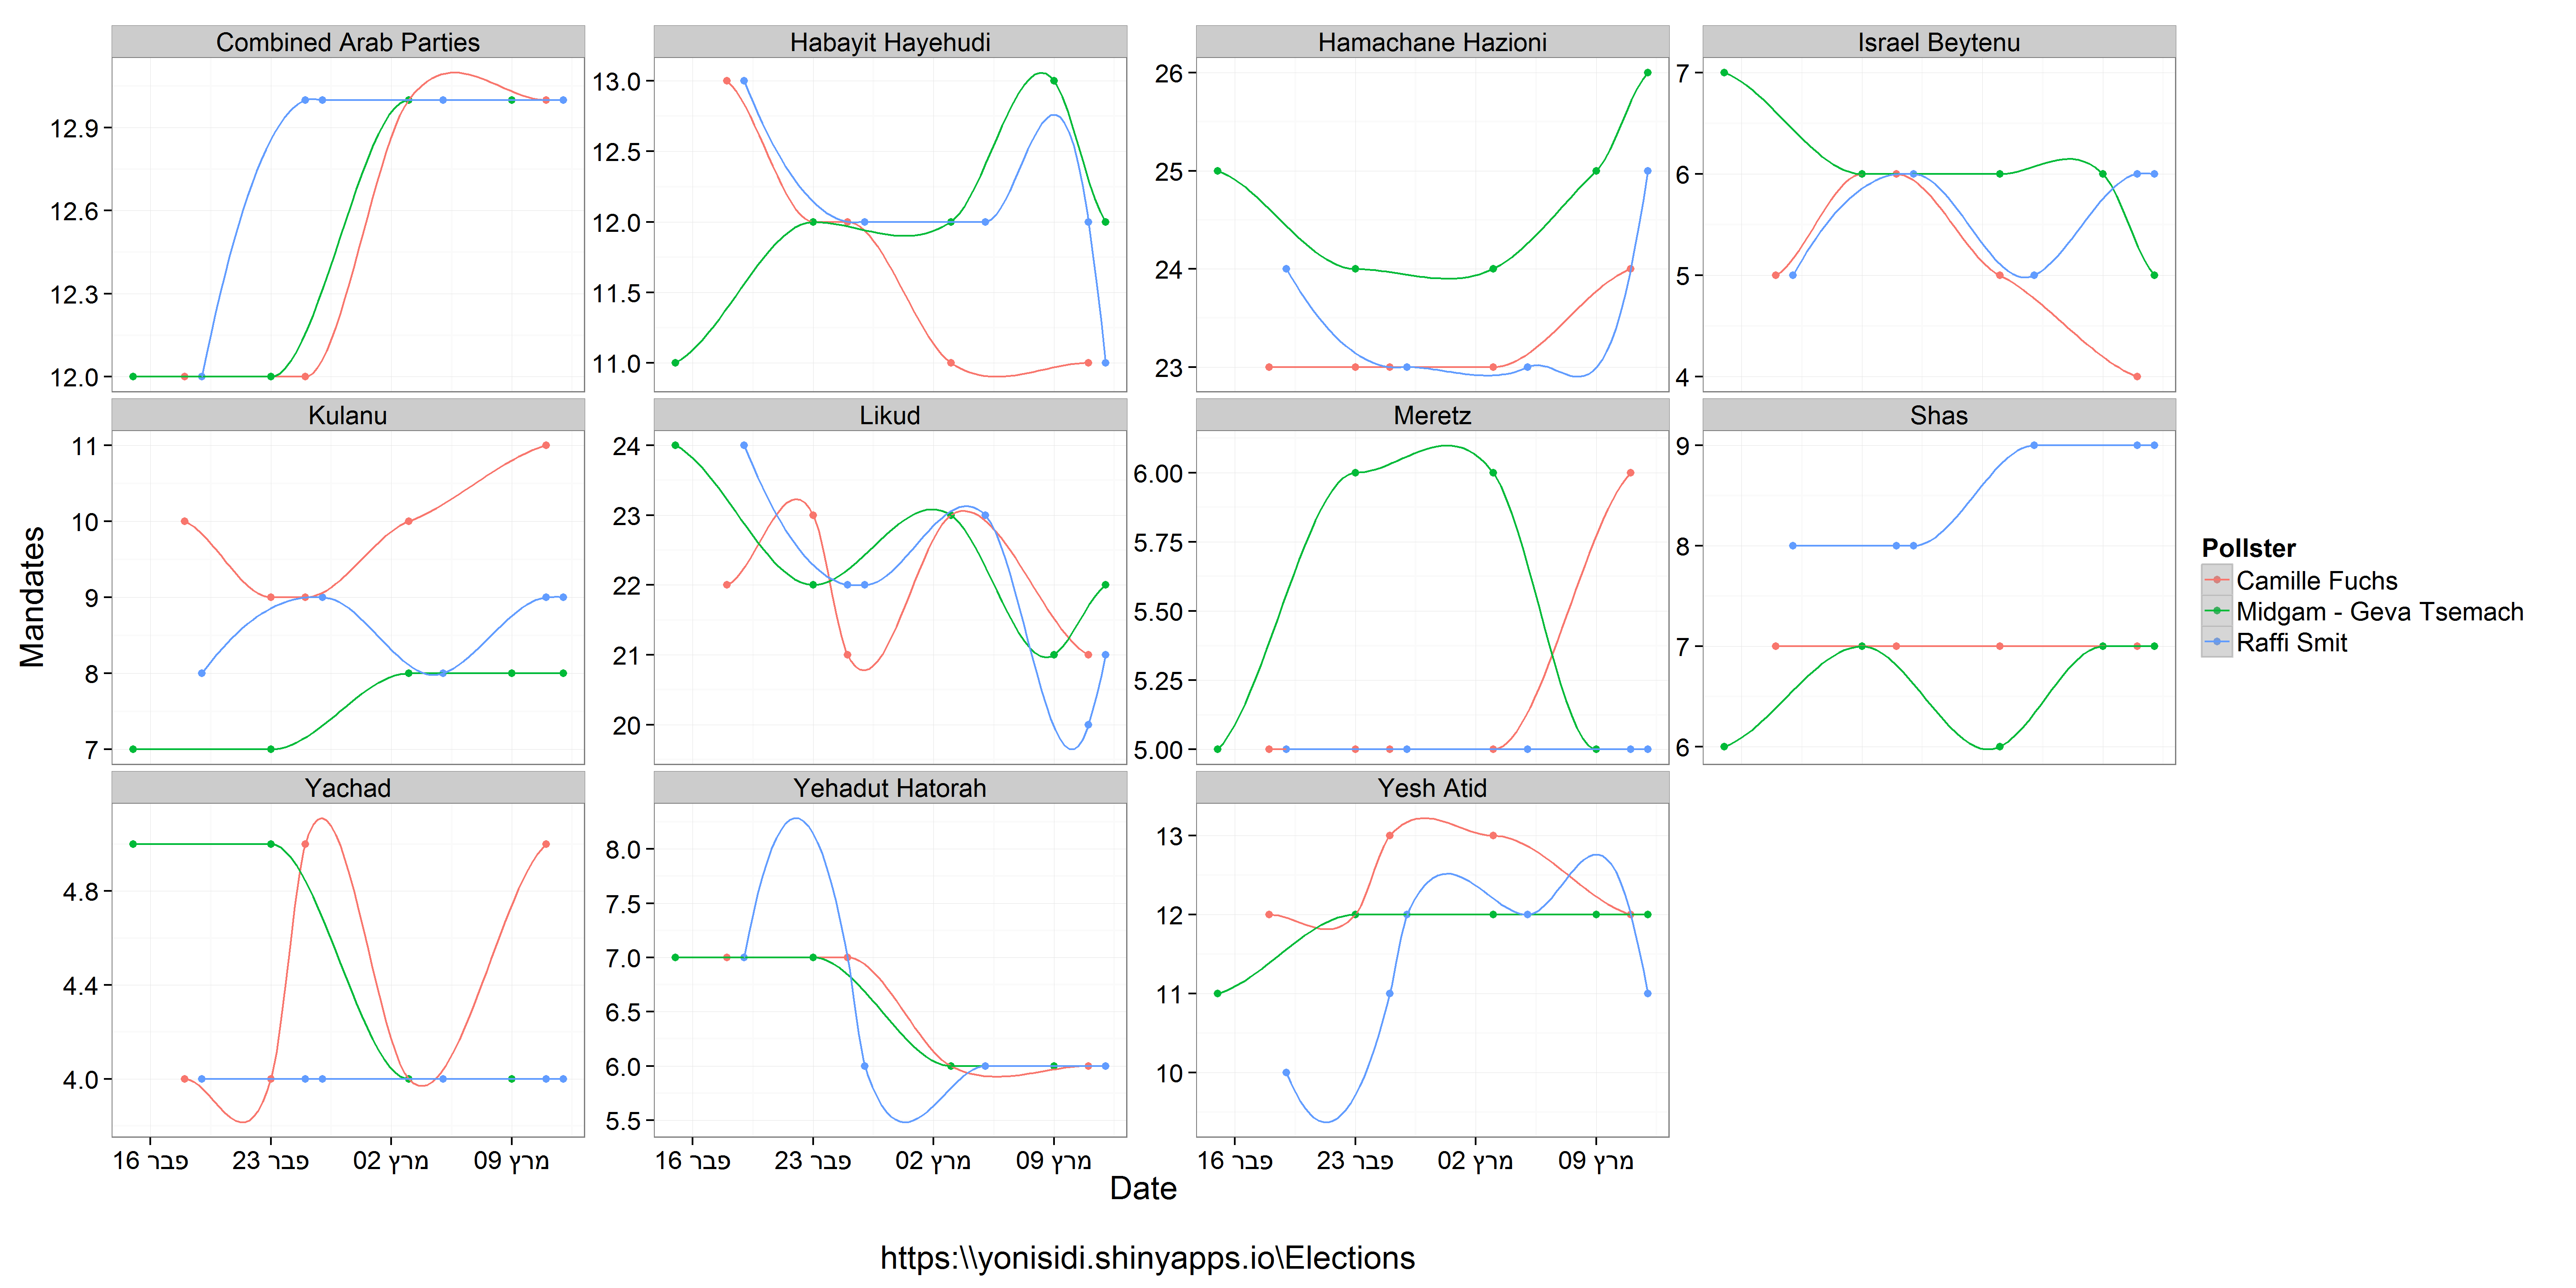 Combined Arab Parties
Habayit Hayehudi
Hamachane Hazioni
Israel Beytenu
12.9
12.6
12.3
12.0
13.0
12.5
12.0
11.5
11.0
26
25
24
23
7
6
5
4
Kulanu
Likud
Meretz
Shas
11
10
9
8
7
24
23
22
21
20
6.00
5.75
5.50
5.25
5.00
9
8
7
6
Yachad
Yehadut Hatorah
Yesh Atid
4.8
4.4
4.0
8.0
7.5
7.0
6.5
6.0
5.5
13
12
11
10
16 פבר
23 פבר
02 מרץ
09 מרץ
16 פבר
23 פבר
02 מרץ
09 מרץ
16 פבר
23 פבר
02 מרץ
09 מרץ
Mandates
Date
Pollster
Camille Fuchs
Midgam - Geva Tsemach
Raffi Smit
https:\\yonisidi.shinyapps.io\Elections